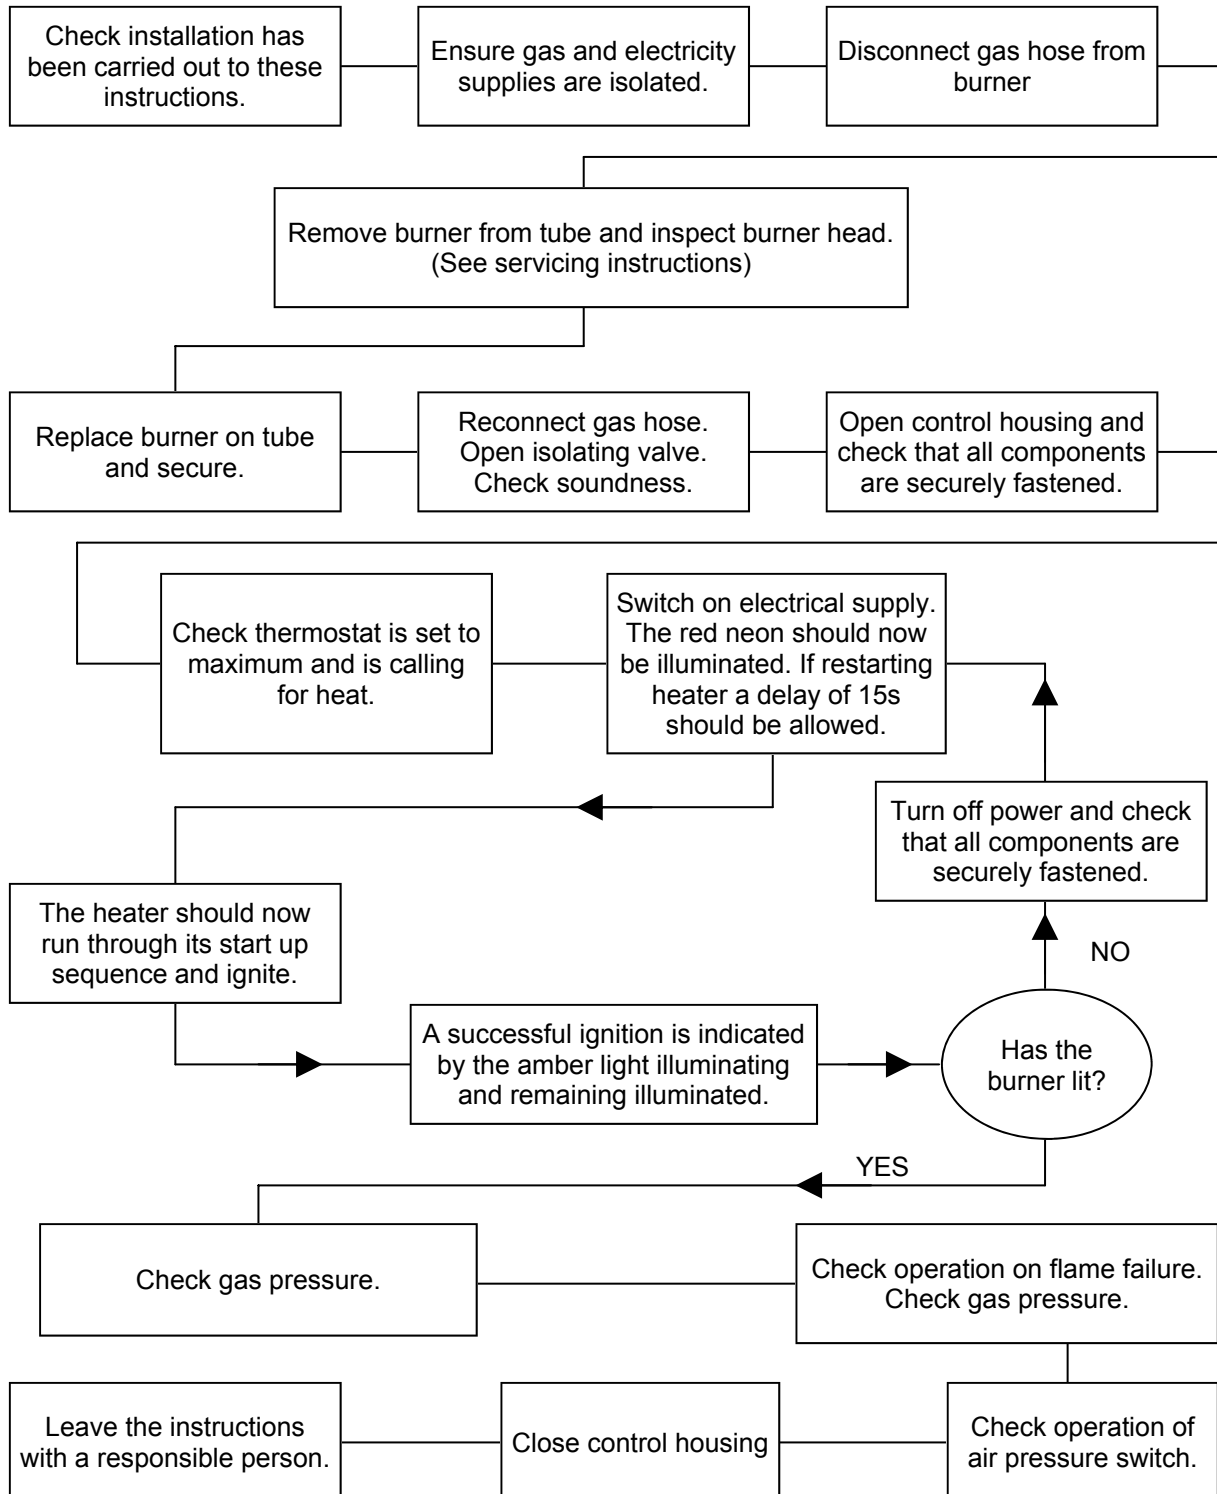 Check installation has
been carried out to these
instructions.
Ensure gas and electricity
supplies are isolated.
Disconnect gas hose from
burner
Remove burner from tube and inspect burner head.
(See servicing instructions)
Replace burner on tube
and secure.
Reconnect gas hose.
Open isolating valve.
Check soundness.
Open control housing and
check that all components
are securely fastened.
Check thermostat is set to
maximum and is calling
for heat.
Switch on electrical supply.
The red neon should now
be illuminated. If restarting
heater a delay of 15s
should be allowed.
Turn off power and check
that all components are
securely fastened.
The heater should now
run through its start up
sequence and ignite.
NO
A successful ignition is indicated
by the amber light illuminating
and remaining illuminated.
Has the
burner lit?
YES
Check gas pressure.
Check operation on flame failure.
Check gas pressure.
Leave the instructions
with a responsible person.
Close control housing
Check operation of
air pressure switch.